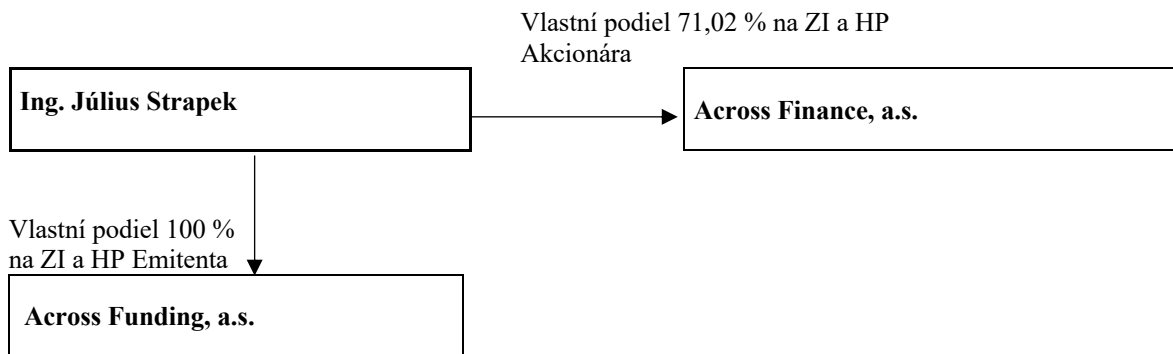 Vlastní podiel 71,02 % na ZI a HP
Akcionára
Ing. Július Strapek
Across Finance, a.s.
Vlastní podiel 100 %
na ZI a HP Emitenta
Across Funding, a.s.